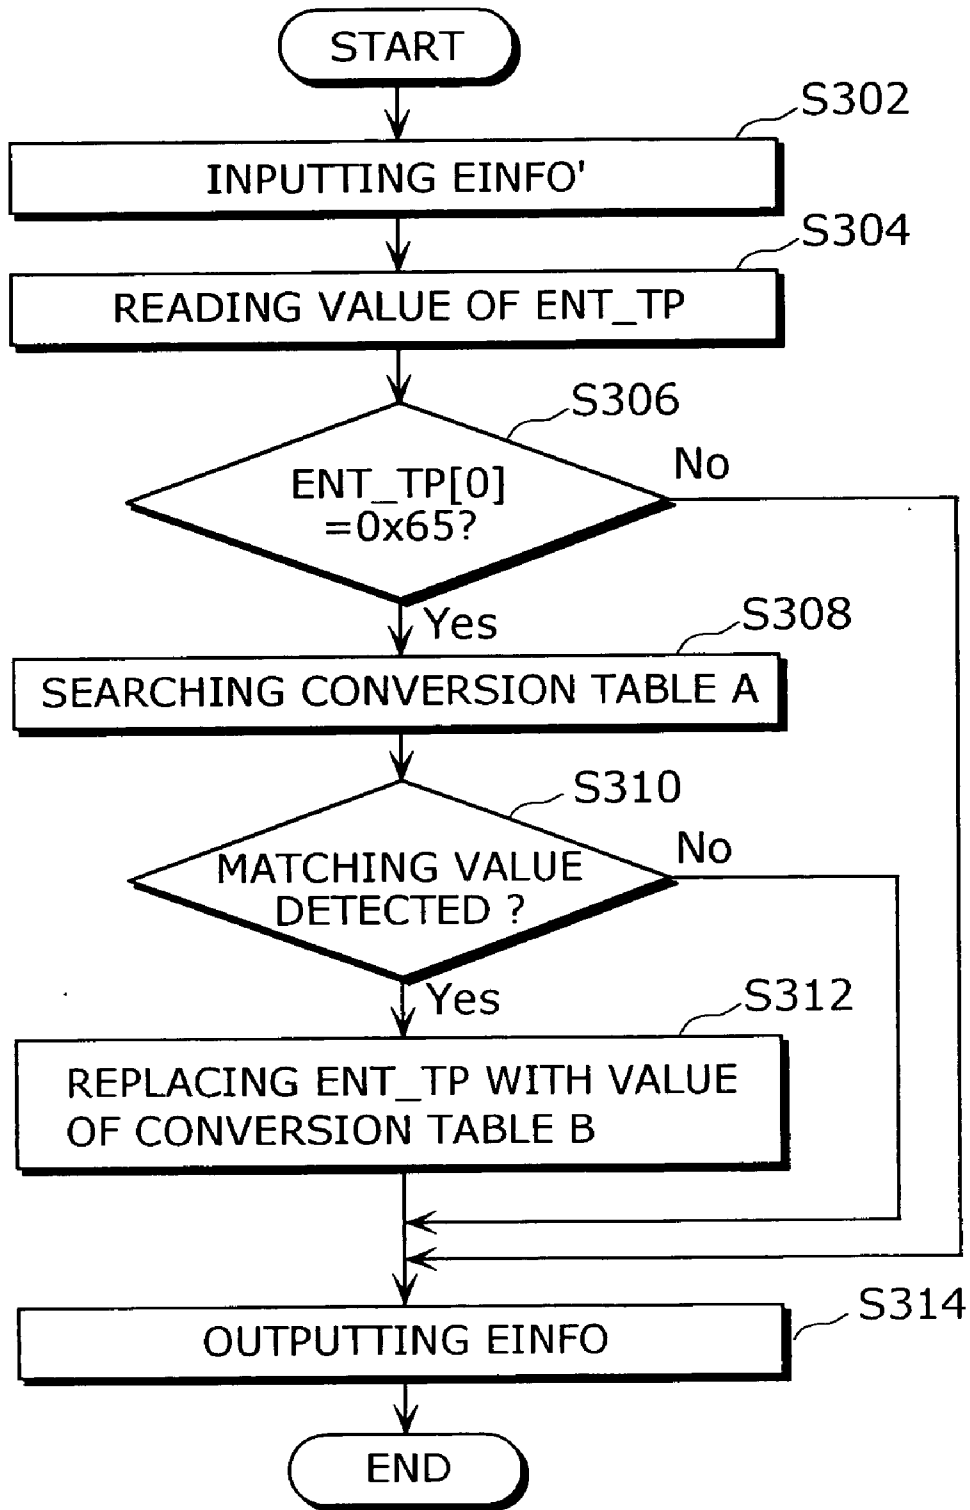 START
S302
INPUTTING EINFO'
S304
READING VALUE OF ENT_TP
S306
ENT_TP[0]
=0x65?
No
Yes
S308
SEARCHING CONVERSION TABLE A
S310
MATCHING VALUE
DETECTED ?
No
Yes
S312
REPLACING ENT_TP WITH VALUE
OF CONVERSION TABLE B
S314
OUTPUTTING EINFO
END